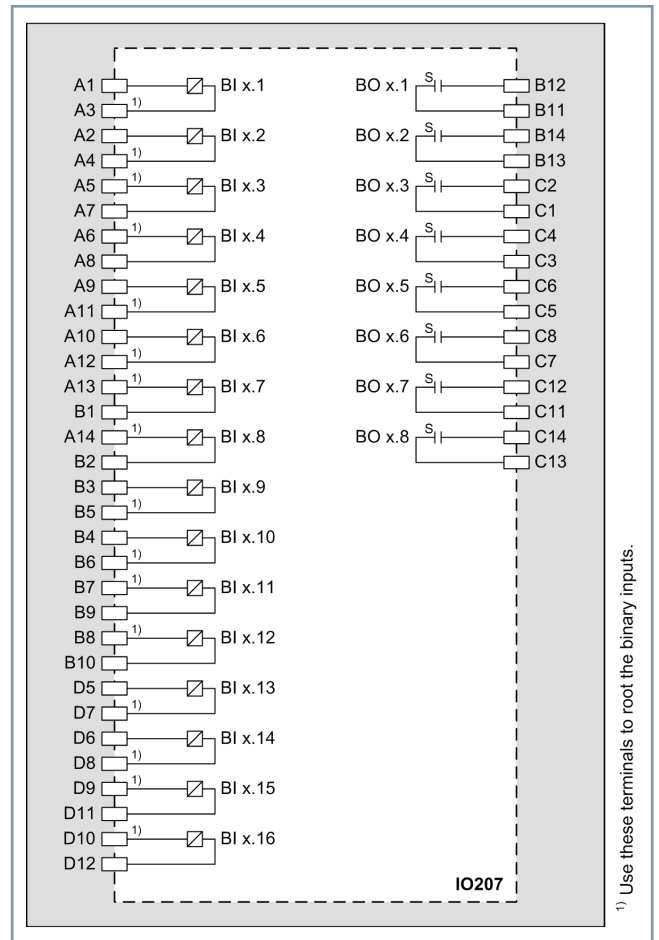 A1 BI x.1 BO x.1 S B12
A3 1) B11
A2 BI x.2 BO x.2 S B14
A4 1) B13
A5 1) BI x.3 BO x.3 S C2
A7 C1
A6 1) BI x.4 BO x.4 S C4
A8 C3
A9 BI x.5 BO x.5 S C6
A11 1) C5
A10 BI x.6 BO x.6 S C8
A12 1) C7
A13 1) BI x.7 BO x.7 S C12
B1 C11
A14 1) BI x.8 BO x.8 S C14
B2 C13
B3 BI x.9
B5 1)
B4 BI x.10
B6 1)
B7 1) BI x.11
B9
B8 1) BI x.12
B10
D5 BI x.13
D7 1)
D6 BI x.14
D8 1)
D9 1) BI x.15
D11
D10 1) BI x.16
D12
IO207
1) Use these terminals to root the binary inputs.